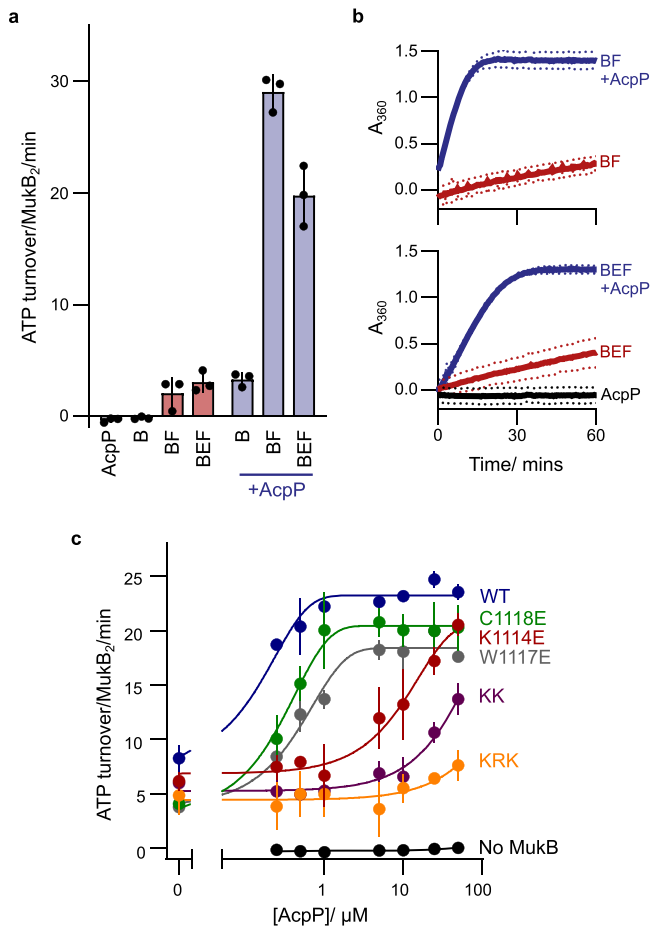 a
ATP turnover/MukB₂/min
30
20
10
0
AcpP
B
BF
BEF
B
BF
BEF
+AcpP
b
A₃₆₀
1.5
1.0
0.5
0.0
BF
+AcpP
BF
A₃₆₀
1.5
1.0
0.5
0.0
BEF
+AcpP
BEF
AcpP
0
30
60
Time/ mins
c
ATP turnover/MukB₂/min
25
20
15
10
5
0
WT
C1118E
K1114E
W1117E
KK
KRK
No MukB
0
1
10
100
[AcpP]/ μM